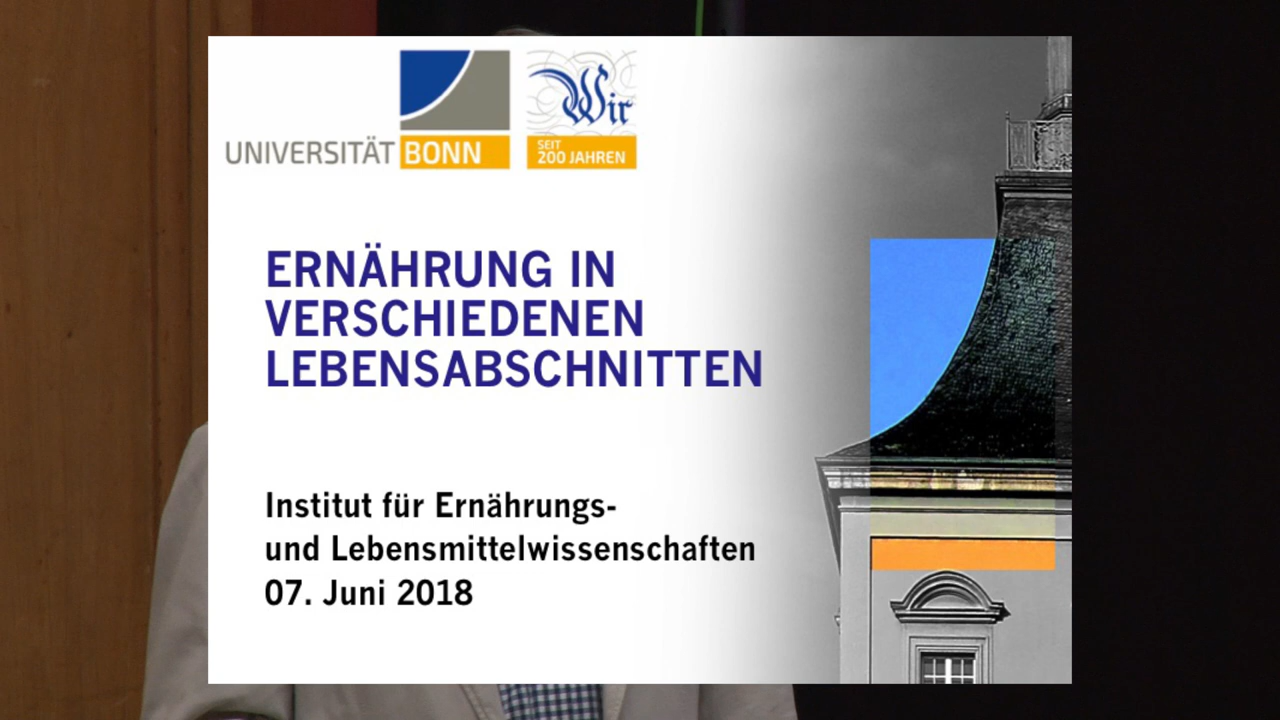 UNIVERSITÄT BONN
Wir
SEIT
200 JAHREN
ERNÄHRUNG IN
VERSCHIEDENEN
LEBENSABSCHNITTEN
Institut für Ernährungs-
und Lebensmittelwissenschaften
07. Juni 2018